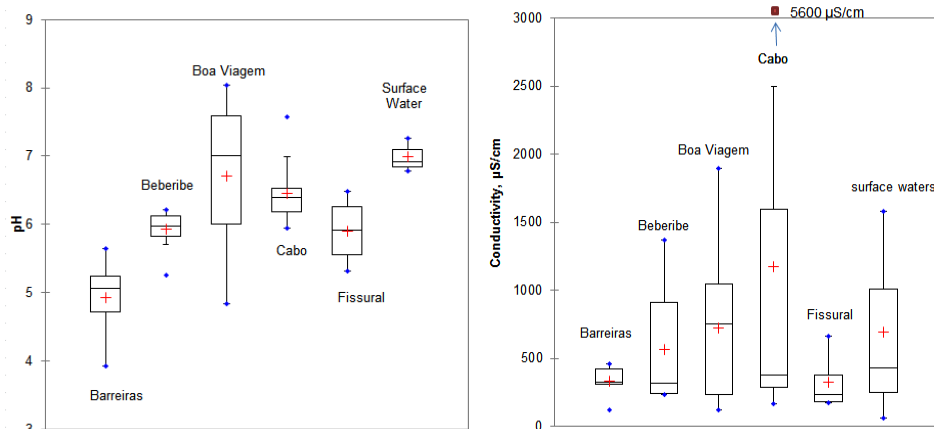 9
8
7
6
5
4
3
pH
Boa Viagem
Surface
Water
Beberibe
Cabo
Fissural
Barreiras
3000
2500
2000
1500
1000
500
0
Conductivity, µS/cm
5600 µS/cm
Cabo
Boa Viagem
surface waters
Beberibe
Fissural
Barreiras